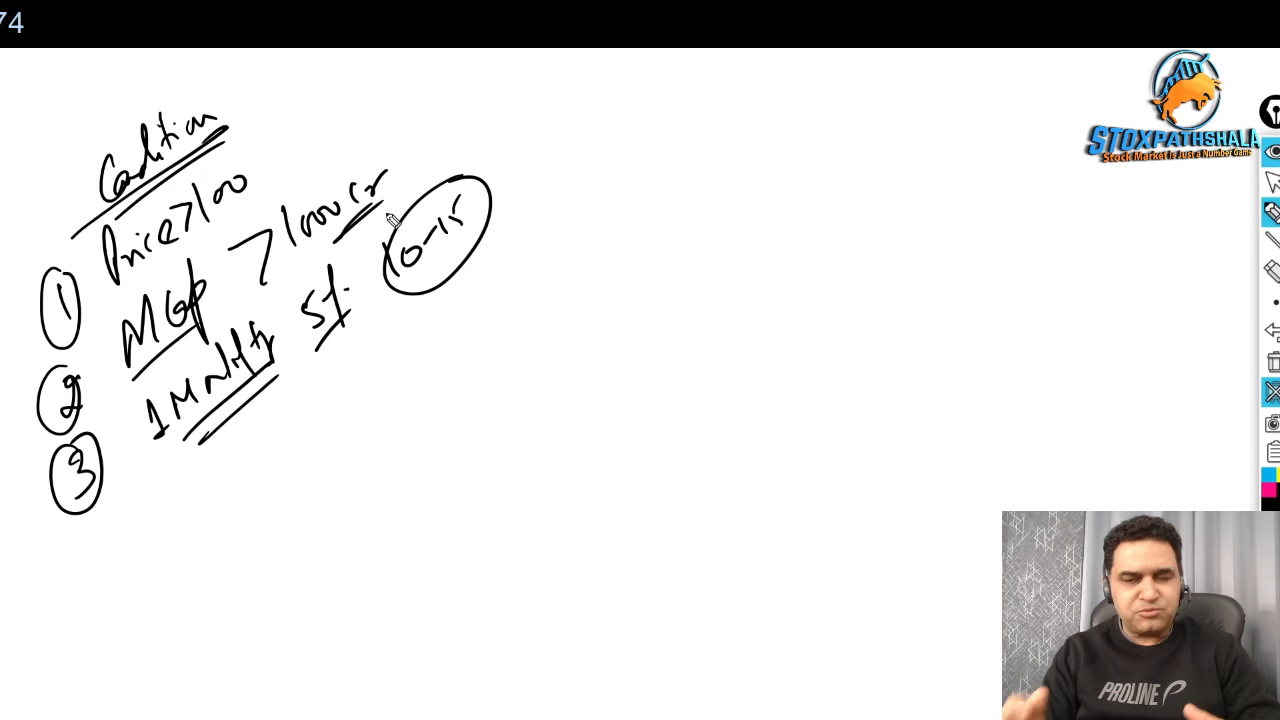 74
STOXPATHSHALA
Stock Market is Just a Number Game
Condition
1 Price > 100
2 MCap > 1000 Cr
3 1 M 5%
10-15
PROLINE